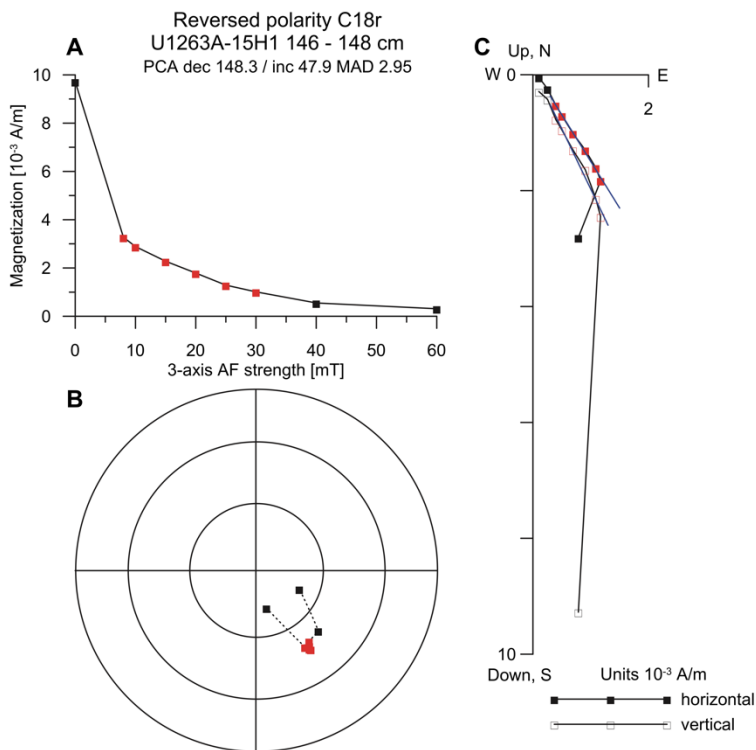 Reversed polarity C18r
U1263A-15H1 146 - 148 cm
PCA dec 148.3 / inc 47.9 MAD 2.95
A
10
8
6
4
2
0
Magnetization [10⁻³ A/m]
0 10 20 30 40 50 60
3-axis AF strength [mT]
B
C
Up, N
W 0 E
2
10
Down, S
Units 10⁻³ A/m
horizontal
vertical